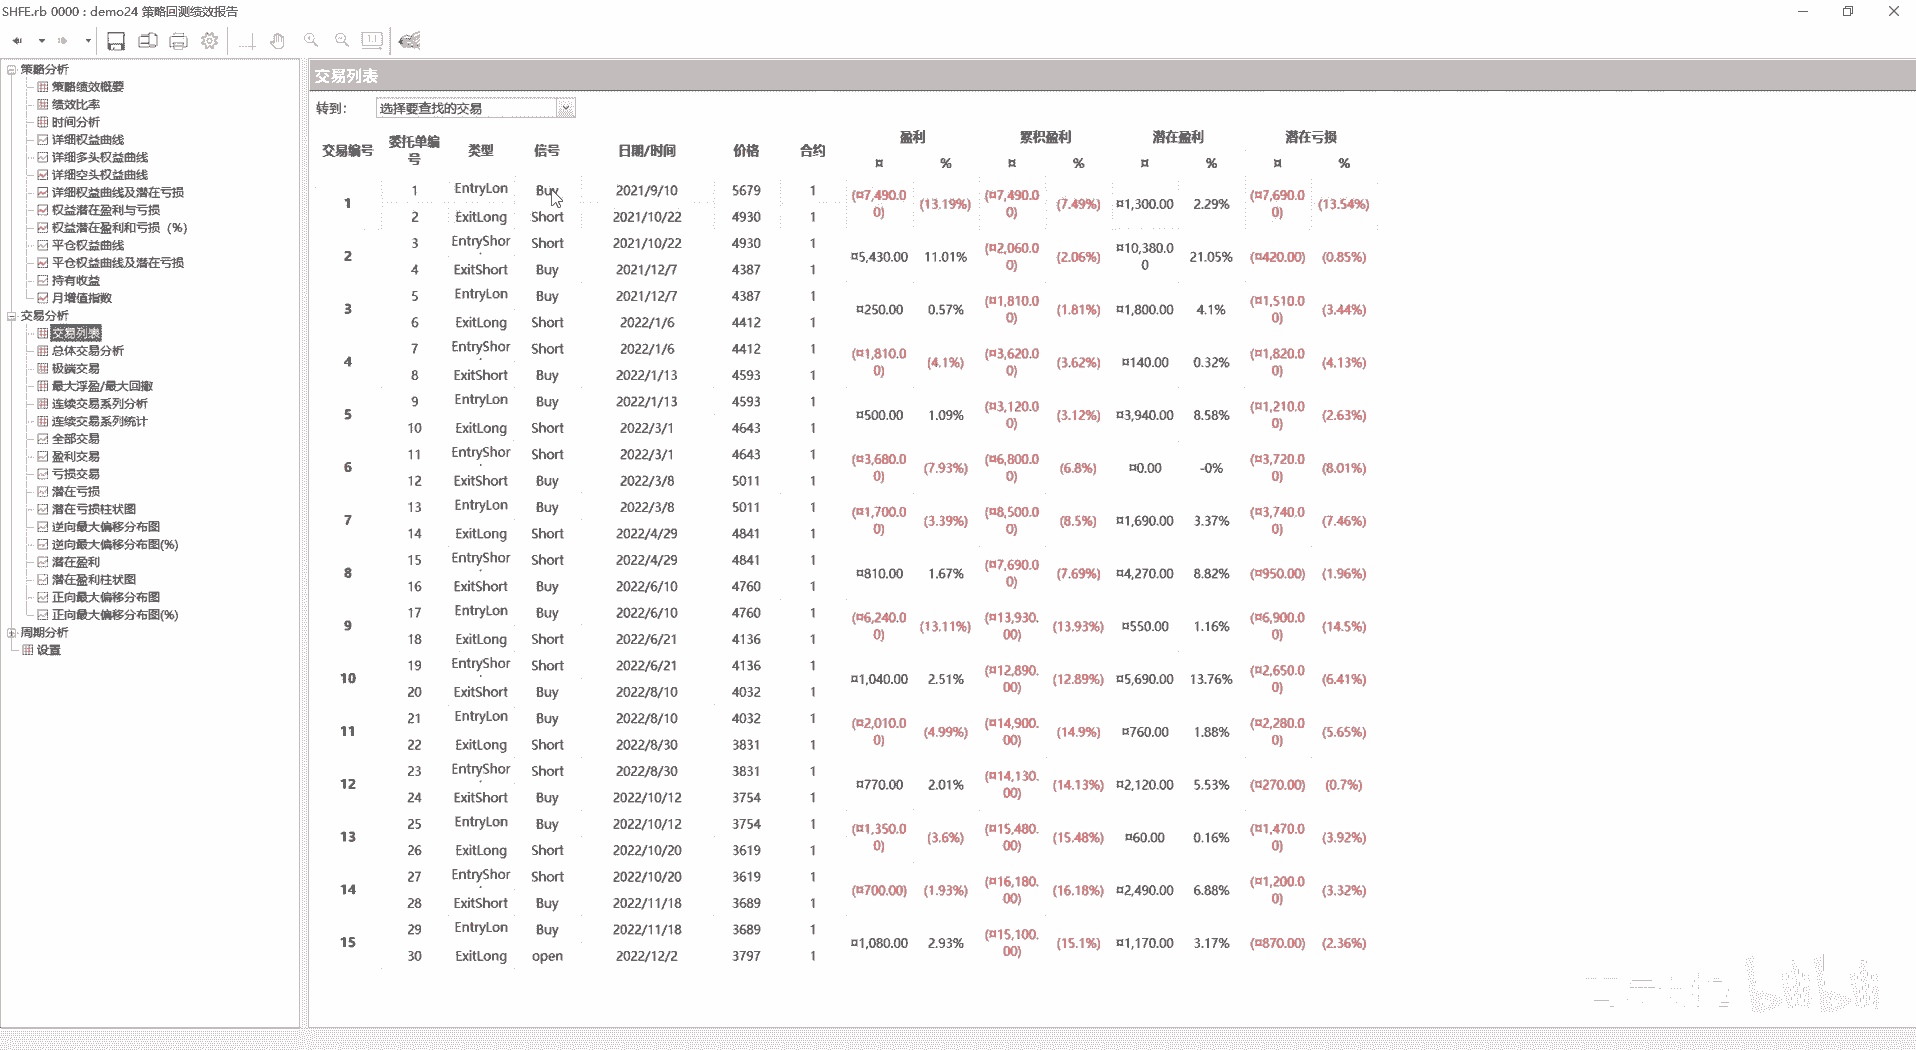 SHFE.rb 0000 : demo24 策略回测绩效报告
策略分析
策略绩效概要
绩效比率
时间分析
详细权益曲线
详细多头权益曲线
详细空头权益曲线
详细权益曲线及潜在亏损
权益潜在盈利与亏损
权益潜在盈利和亏损（%）
平仓权益曲线
平仓权益曲线及潜在亏损
持有收益
月增值指数
交易分析
交易列表
总体交易分析
极端交易
最大浮盈/最大回撤
连续交易系列分析
连续交易系列统计
全部交易
盈利交易
亏损交易
潜在亏损
潜在亏损柱状图
逆向最大偏移分布图
逆向最大偏移分布图(%)
潜在盈利
潜在盈利柱状图
正向最大偏移分布图
正向最大偏移分布图(%)
周期分析
设置
交易列表
转到： 选择要查找的交易
交易编号 委托单编号 类型 信号 日期/时间 价格 合约 盈利 累积盈利 潜在盈利 潜在亏损
¤ % ¤ % ¤ % ¤ %
1 1 EntryLon Buy 2021/9/10 5679 1 (¤7,490.00) (13.19%) (¤7,490.00) (7.49%) ¤1,300.00 2.29% (¤7,690.00) (13.54%)
2 ExitLong Short 2021/10/22 4930 1
2 3 EntryShor Short 2021/10/22 4930 1 ¤5,430.00 11.01% (¤2,060.00) (2.06%) ¤10,380.00 21.05% (¤420.00) (0.85%)
4 ExitShort Buy 2021/12/7 4387 1
3 5 EntryLon Buy 2021/12/7 4387 1 ¤250.00 0.57% (¤1,810.00) (1.81%) ¤1,800.00 4.1% (¤1,510.00) (3.44%)
6 ExitLong Short 2022/1/6 4412 1
4 7 EntryShor Short 2022/1/6 4412 1 (¤1,810.00) (4.1%) (¤3,620.00) (3.62%) ¤140.00 0.32% (¤1,820.00) (4.13%)
8 ExitShort Buy 2022/1/13 4593 1
5 9 EntryLon Buy 2022/1/13 4593 1 ¤500.00 1.09% (¤3,120.00) (3.12%) ¤3,940.00 8.58% (¤1,210.00) (2.63%)
10 ExitLong Short 2022/3/1 4643 1
6 11 EntryShor Short 2022/3/1 4643 1 (¤3,680.00) (7.93%) (¤6,800.00) (6.8%) ¤0.00 -0% (¤3,720.00) (8.01%)
12 ExitShort Buy 2022/3/8 5011 1
7 13 EntryLon Buy 2022/3/8 5011 1 (¤1,700.00) (3.39%) (¤8,500.00) (8.5%) ¤1,690.00 3.37% (¤3,740.00) (7.46%)
14 ExitLong Short 2022/4/29 4841 1
8 15 EntryShor Short 2022/4/29 4841 1 ¤810.00 1.67% (¤7,690.00) (7.69%) ¤4,270.00 8.82% (¤950.00) (1.96%)
16 ExitShort Buy 2022/6/10 4760 1
9 17 EntryLon Buy 2022/6/10 4760 1 (¤6,240.00) (13.11%) (¤13,930.00) (13.93%) ¤550.00 1.16% (¤6,900.00) (14.5%)
18 ExitLong Short 2022/6/21 4136 1
10 19 EntryShor Short 2022/6/21 4136 1 ¤1,040.00 2.51% (¤12,890.00) (12.89%) ¤5,690.00 13.76% (¤2,650.00) (6.41%)
20 ExitShort Buy 2022/8/10 4032 1
11 21 EntryLon Buy 2022/8/10 4032 1 (¤2,010.00) (4.99%) (¤14,900.00) (14.9%) ¤760.00 1.88% (¤2,280.00) (5.65%)
22 ExitLong Short 2022/8/30 3831 1
12 23 EntryShor Short 2022/8/30 3831 1 ¤770.00 2.01% (¤14,130.00) (14.13%) ¤2,120.00 5.53% (¤270.00) (0.7%)
24 ExitShort Buy 2022/10/12 3754 1
13 25 EntryLon Buy 2022/10/12 3754 1 (¤1,350.00) (3.6%) (¤15,480.00) (15.48%) ¤60.00 0.16% (¤1,470.00) (3.92%)
26 ExitLong Short 2022/10/20 3619 1
14 27 EntryShor Short 2022/10/20 3619 1 (¤700.00) (1.93%) (¤16,180.00) (16.18%) ¤2,490.00 6.88% (¤1,200.00) (3.32%)
28 ExitShort Buy 2022/11/18 3689 1
15 29 EntryLon Buy 2022/11/18 3689 1 ¤1,080.00 2.93% (¤15,100.00) (15.1%) ¤1,170.00 3.17% (¤870.00) (2.36%)
30 ExitLong open 2022/12/2 3797 1